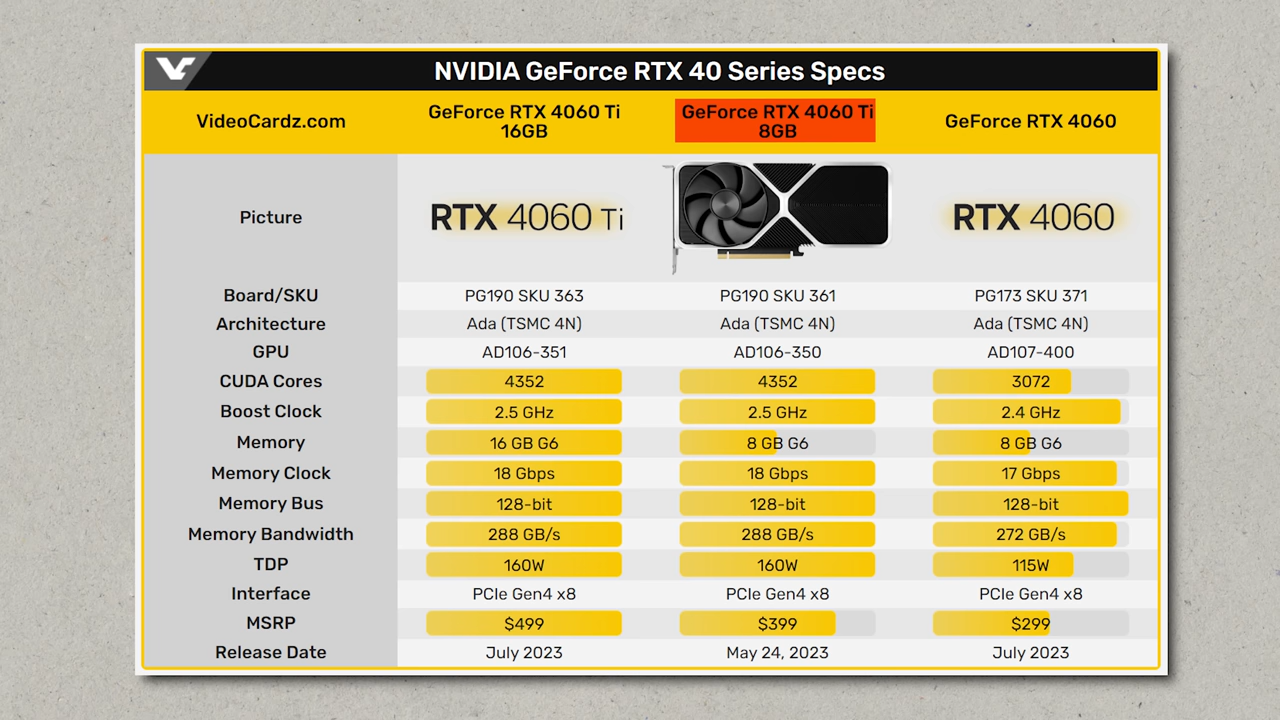 NVIDIA GeForce RTX 40 Series Specs
VideoCardz.com
GeForce RTX 4060 Ti
16GB
GeForce RTX 4060 Ti
8GB
GeForce RTX 4060
Picture
RTX 4060 Ti
RTX 4060
Board/SKU PG190 SKU 363 PG190 SKU 361 PG173 SKU 371
Architecture Ada (TSMC 4N) Ada (TSMC 4N) Ada (TSMC 4N)
GPU AD106-351 AD106-350 AD107-400
CUDA Cores 4352 4352 3072
Boost Clock 2.5 GHz 2.5 GHz 2.4 GHz
Memory 16 GB G6 8 GB G6 8 GB G6
Memory Clock 18 Gbps 18 Gbps 17 Gbps
Memory Bus 128-bit 128-bit 128-bit
Memory Bandwidth 288 GB/s 288 GB/s 272 GB/s
TDP 160W 160W 115W
Interface PCIe Gen4 x8 PCIe Gen4 x8 PCIe Gen4 x8
MSRP $499 $399 $299
Release Date July 2023 May 24, 2023 July 2023